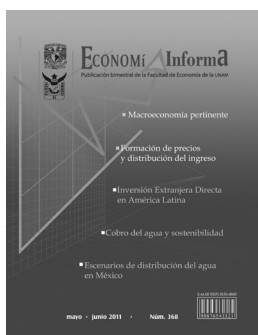 ECONOMÍA Informa
Publicación bimestral de la Facultad de Economía de la UNAM
Macroeconomía pertinente
Formación de precios
y distribución del ingreso
Inversión Extranjera Directa
en América Latina
Cobro del agua y sostenibilidad
Escenarios de distribución del agua
en México
mayo - junio 2011 · Núm. 368